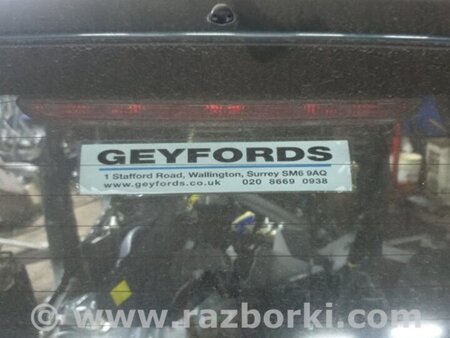 GEYFORDS
1 Stafford Road, Wallington, Surrey SM6 9AQ
www.geyfords.co.uk 020 8669 0938
www.razborki.com